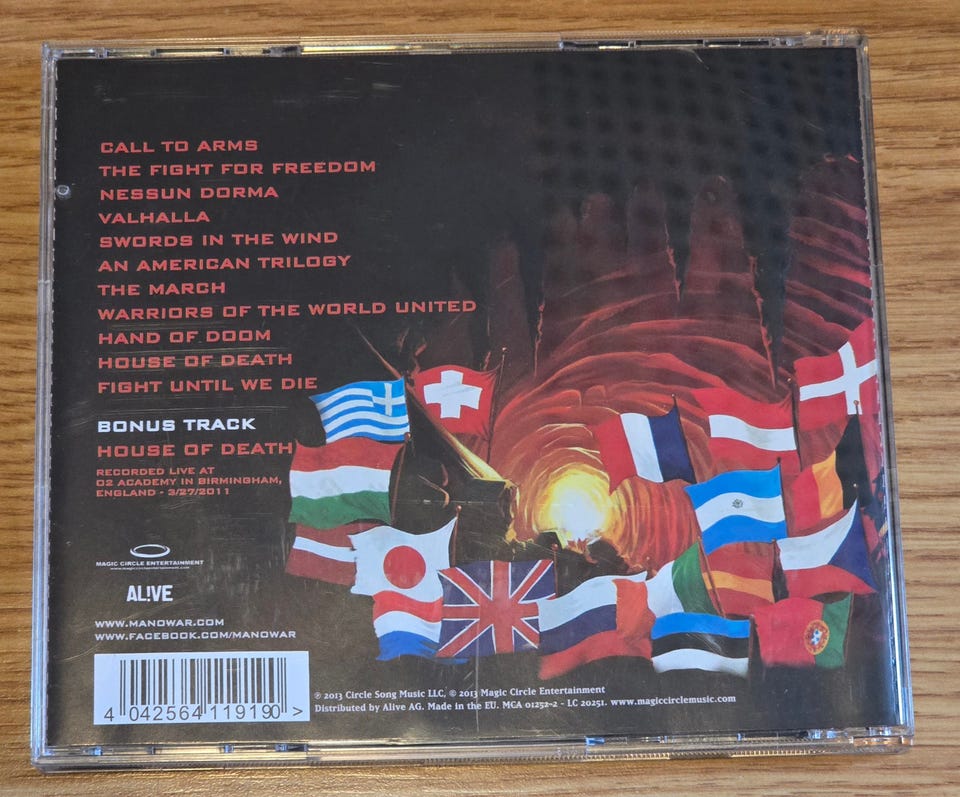 CALL TO ARMS
THE FIGHT FOR FREEDOM
NESSUN DORMA
VALHALLA
SWORDS IN THE WIND
AN AMERICAN TRILOGY
THE MARCH
WARRIORS OF THE WORLD UNITED
HAND OF DOOM
HOUSE OF DEATH
FIGHT UNTIL WE DIE
BONUS TRACK
HOUSE OF DEATH
RECORDED LIVE AT
O2 ACADEMY IN BIRMINGHAM,
ENGLAND - 3/27/2011
MAGIC CIRCLE ENTERTAINMENT
www.magiccircleentertainment.com
AL!VE
WWW.MANOWAR.COM
WWW.FACEBOOK.COM/MANOWAR
4 042564 119190 >
℗ 2013 Circle Song Music LLC, © 2013 Magic Circle Entertainment
Distributed by Alive AG. Made in the EU. MCA 01252-2 - LC 20251. www.magiccirclemusic.com